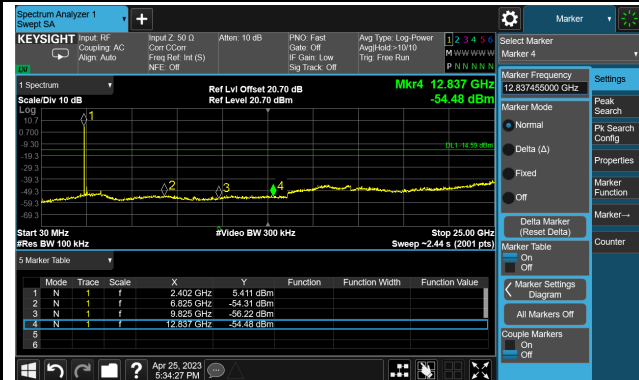 Spectrum Analyzer 1
Swept SA
Marker
KEYSIGHT
Input: RF
Coupling: AC
Align: Auto
Input Z: 50 Ω
Corr CCorr
Freq Ref: Int (S)
NFE: Off
Atten: 10 dB
PNO: Fast
Gate: Off
IF Gain: Low
Sig Track: Off
Avg Type: Log-Power
Avg|Hold:>10/10
Trig: Free Run
1 2 3 4 5 6
M W W W W W
P N N N N N
LXI
Select Marker
Marker 4
1 Spectrum
Scale/Div 10 dB
Ref Lvl Offset 20.70 dB
Ref Level 20.70 dBm
Mkr4 12.837 GHz
-54.48 dBm
Log
10.7
0.700
-9.30
-19.3
-29.3
-39.3
-49.3
-59.3
-69.3
1
2
3
4
DL1 -14.59 dBm
Start 30 MHz
#Res BW 100 kHz
#Video BW 300 kHz
Stop 25.00 GHz
Sweep ~2.44 s (2001 pts)
5 Marker Table
Mode Trace Scale X Y Function Function Width Function Value
1 N 1 f 2.402 GHz 5.411 dBm
2 N 1 f 6.825 GHz -54.31 dBm
3 N 1 f 9.825 GHz -56.22 dBm
4 N 1 f 12.837 GHz -54.48 dBm
5
6
Marker Frequency
12.837455000 GHz
Marker Mode
Normal
Delta (Δ)
Fixed
Off
Delta Marker
(Reset Delta)
Marker Table
On
Off
Marker Settings
Diagram
All Markers Off
Couple Markers
On
Off
Settings
Peak
Search
Pk Search
Config
Properties
Marker
Function
Marker→
Counter
Apr 25, 2023
5:34:27 PM